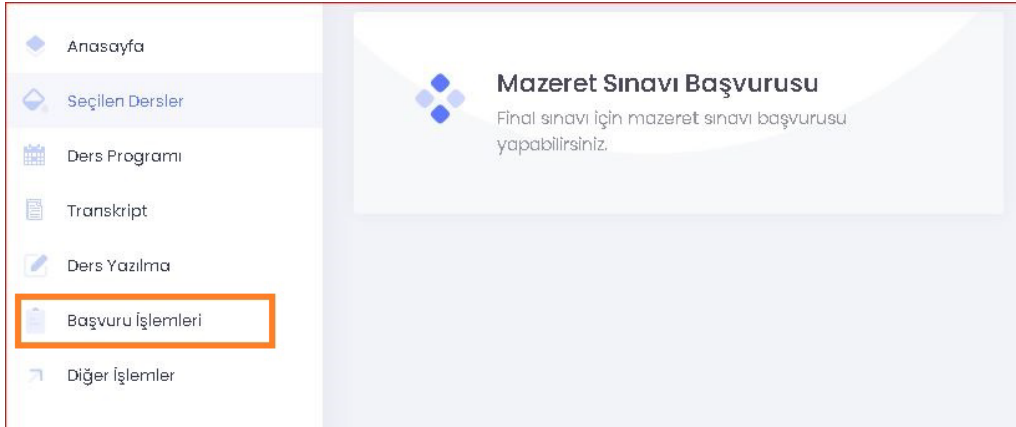 Anasayfa
Seçilen Dersler
Ders Programı
Transkript
Ders Yazılma
Başvuru İşlemleri
Diğer İşlemler
Mazeret Sınavı Başvurusu
Final sınavı için mazeret sınavı başvurusu
yapabilirsiniz.